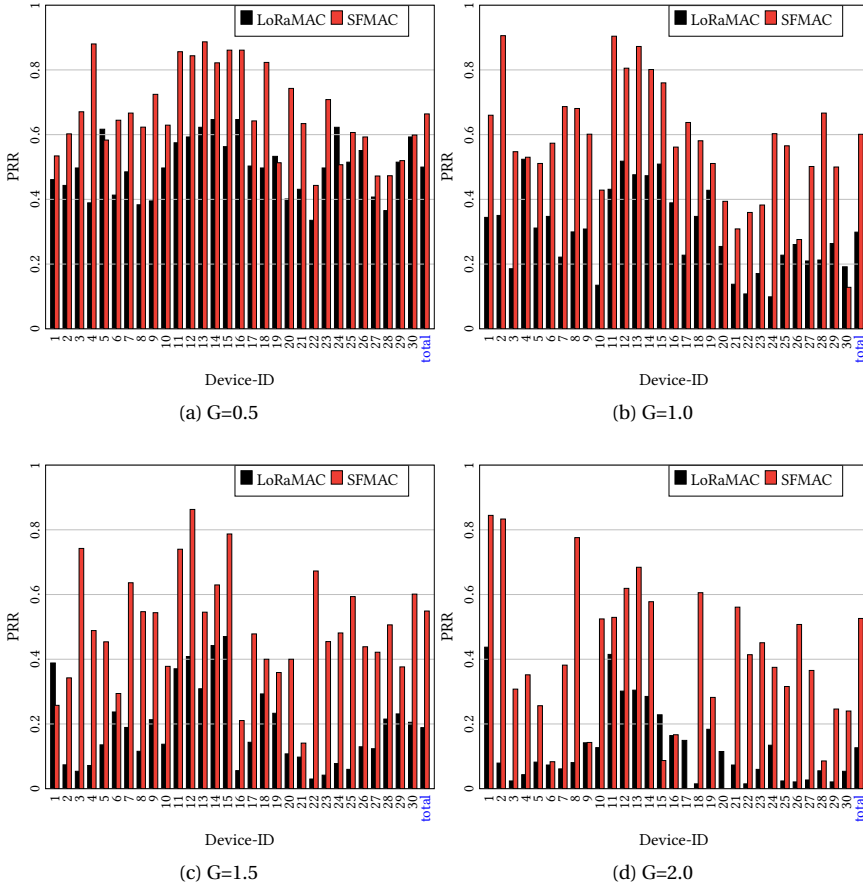 LoRaMAC SFMAC
PRR
0 0.2 0.4 0.6 0.8 1
1 2 3 4 5 6 7 8 9 10 11 12 13 14 15 16 17 18 19 20 21 22 23 24 25 26 27 28 29 30 total
Device-ID
(a) G=0.5
LoRaMAC SFMAC
PRR
0 0.2 0.4 0.6 0.8 1
1 2 3 4 5 6 7 8 9 10 11 12 13 14 15 16 17 18 19 20 21 22 23 24 25 26 27 28 29 30 total
Device-ID
(b) G=1.0
LoRaMAC SFMAC
PRR
0 0.2 0.4 0.6 0.8 1
1 2 3 4 5 6 7 8 9 10 11 12 13 14 15 16 17 18 19 20 21 22 23 24 25 26 27 28 29 30 total
Device-ID
(c) G=1.5
LoRaMAC SFMAC
PRR
0 0.2 0.4 0.6 0.8 1
1 2 3 4 5 6 7 8 9 10 11 12 13 14 15 16 17 18 19 20 21 22 23 24 25 26 27 28 29 30 total
Device-ID
(d) G=2.0